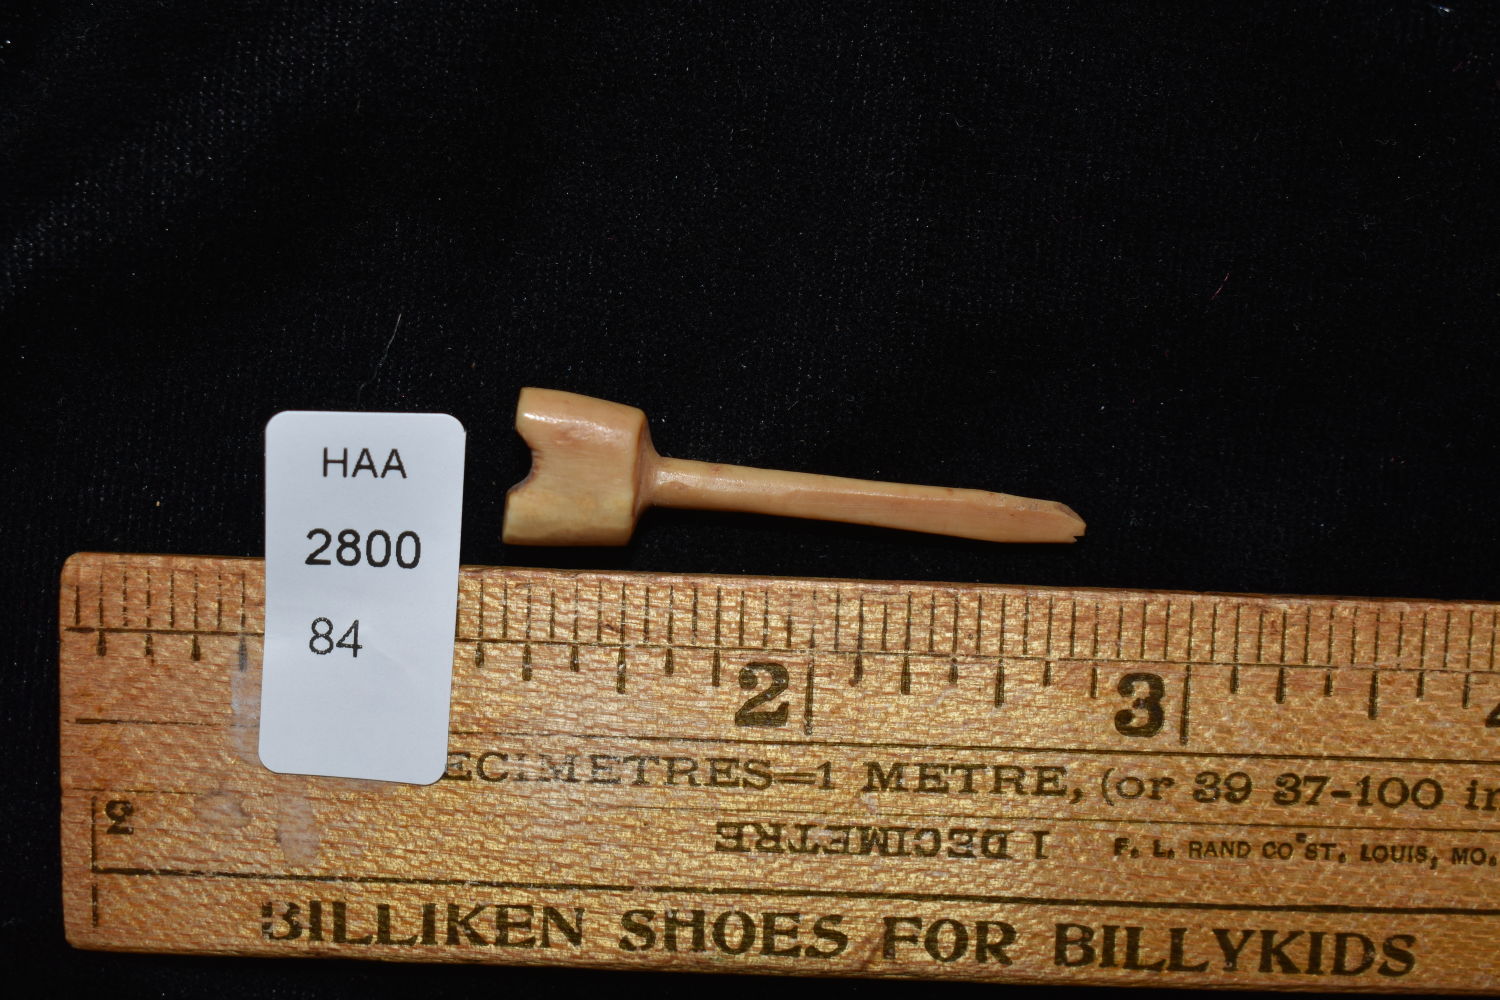 HAA
2800
84
2
3
ECIMETRES=1 METRE, (or 39 37-100 in
2
1 DECIMETRE
F. L. RAND CO ST. LOUIS, MO.
BILLIKEN SHOES FOR BILLYKIDS